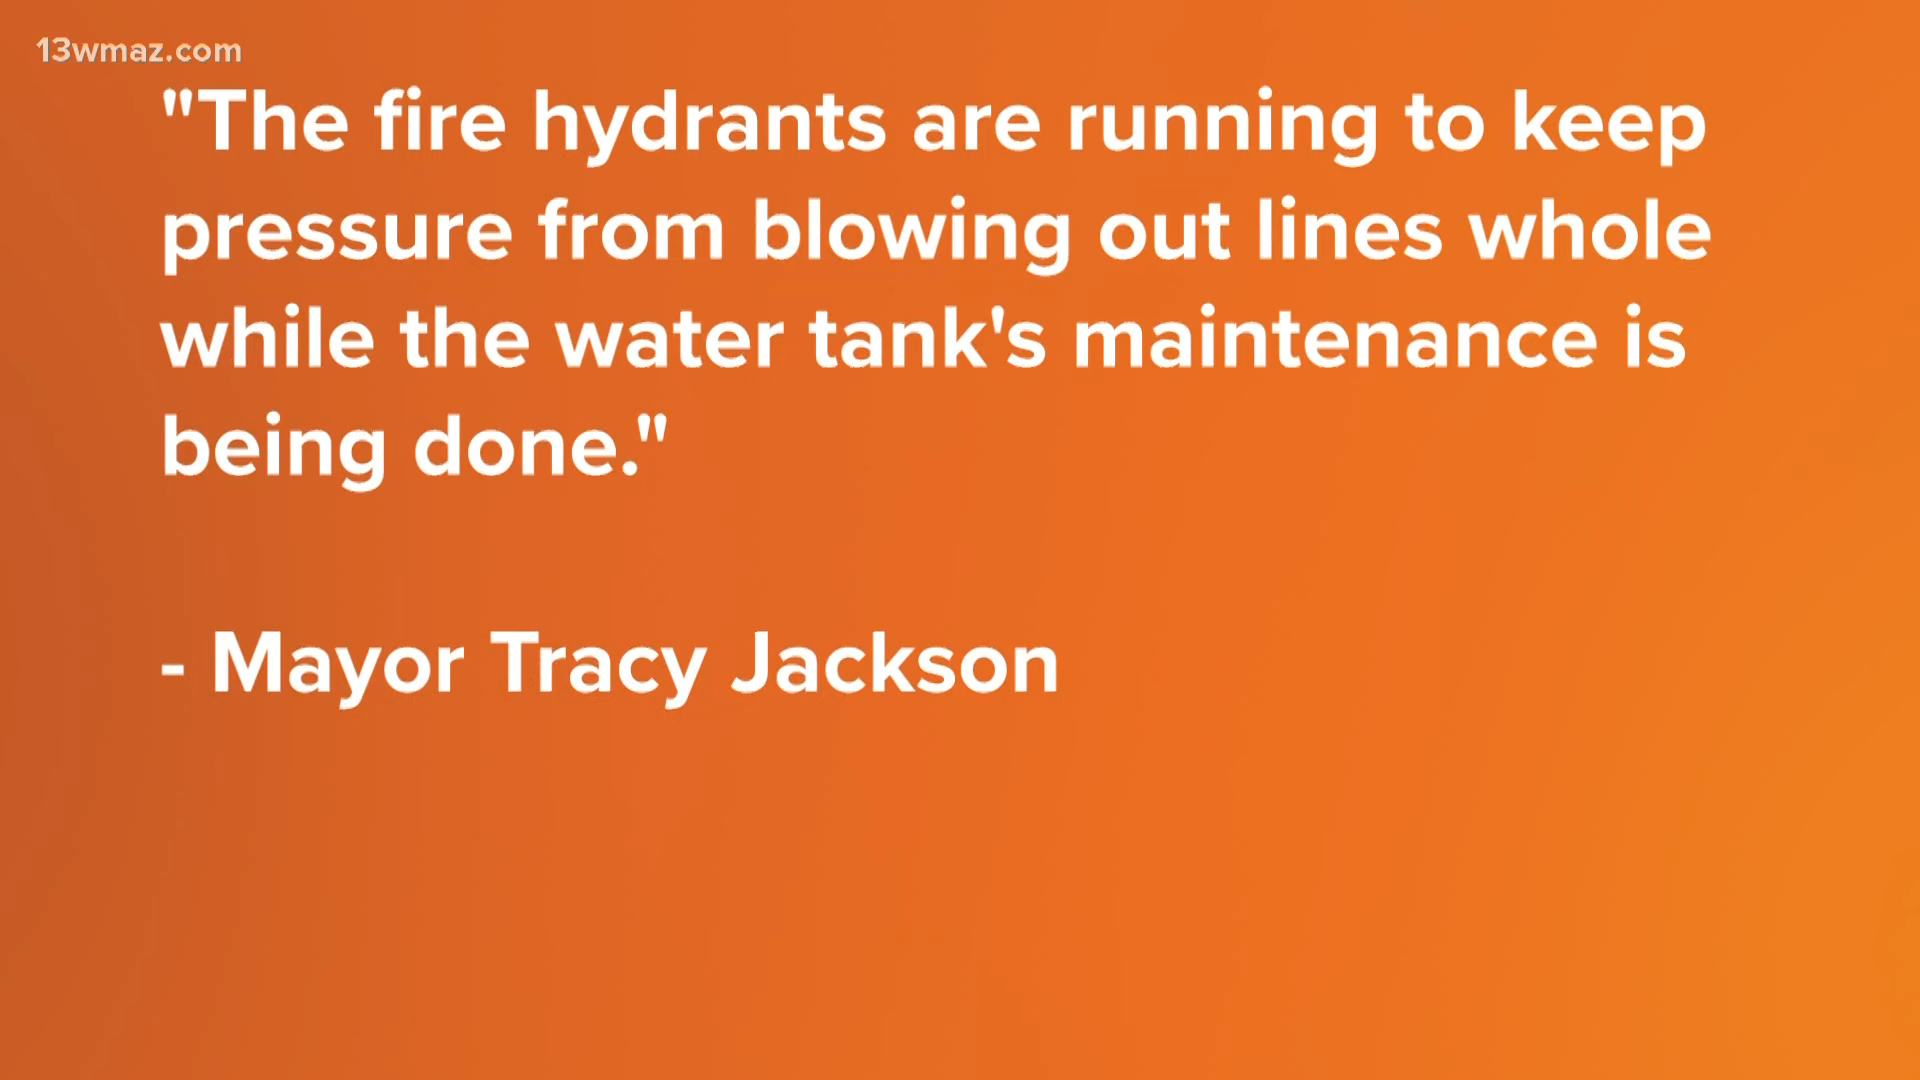 13wmaz.com
"The fire hydrants are running to keep
pressure from blowing out lines whole
while the water tank's maintenance is
being done."
- Mayor Tracy Jackson